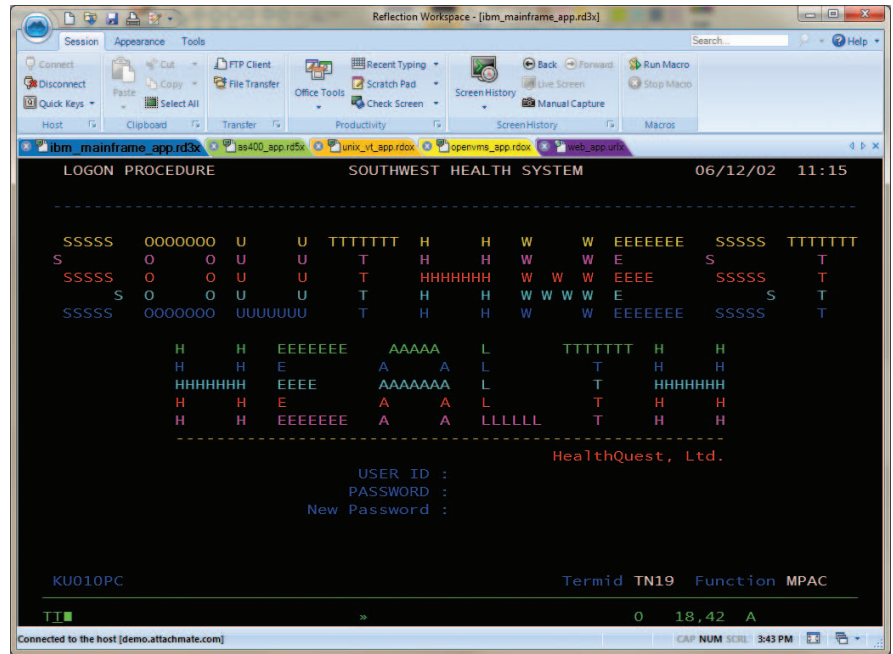 Reflection Workspace - [ibm_mainframe_app.rd3x]
Session Appearance Tools Search... Help
Connect
Disconnect
Quick Keys
Host
Paste
Cut
Copy
Select All
Clipboard
FTP Client
File Transfer
Transfer
Office Tools
Recent Typing
Scratch Pad
Check Screen
Productivity
Screen History
Back Forward
Live Screen
Manual Capture
Screen History
Run Macro
Stop Macro
Macros
ibm_mainframe_app.rd3x as400_app.rd5x unix_vt_app.rdox openvms_app.rdox web_app.urlx
LOGON PROCEDURE SOUTHWEST HEALTH SYSTEM 06/12/02 11:15
--------------------------------------------------------------------------------
SSSSS OOOOOOO U U TTTTTTT H H W W EEEEEEE SSSSS TTTTTTT
S O O U U T H H W W E S T
SSSSS O O U U T HHHHHHH W W W EEEE SSSSS T
S O O U U T H H W W W W E S T
SSSSS OOOOOOO UUUUUUU T H H W W EEEEEEE SSSSS T
H H EEEEEEE AAAAA L TTTTTTT H H
H H E A A L T H H
HHHHHHH EEEE AAAAAAA L T HHHHHHH
H H E A A L T H H
H H EEEEEEE A A LLLLLL T H H
------------------------------------------------------
HealthQuest, Ltd.
USER ID :
PASSWORD :
New Password :
KU010PC Termid TN19 Function MPAC
TT » 0 18,42 A
Connected to the host [demo.attachmate.com] CAP NUM SCRL 3:43 PM